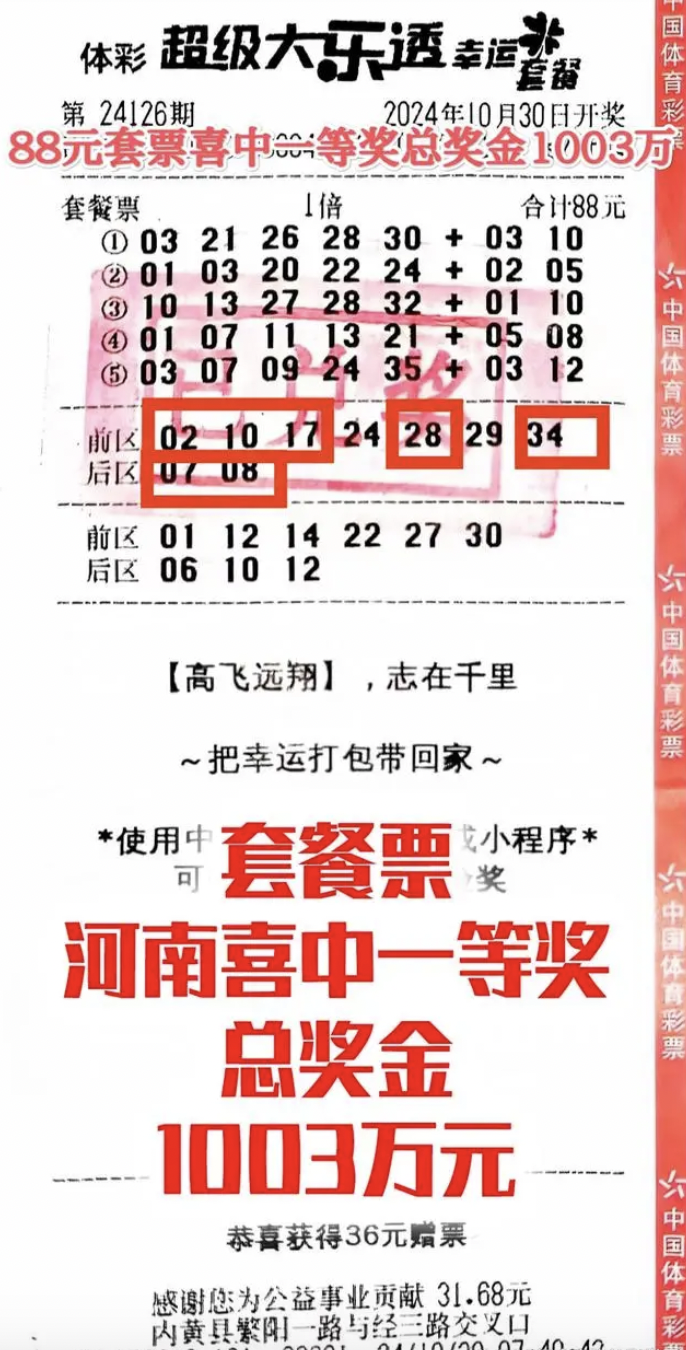 体彩 超级大乐透 幸运套餐
第 24126期 2024年10月30日开奖
88元套票喜中一等奖总奖金1003万
套餐票 1倍 合计88元
① 03 21 26 28 30 + 03 10
② 01 03 20 22 24 + 02 05
③ 10 13 27 28 32 + 01 10
④ 01 07 11 13 21 + 05 08
⑤ 03 07 09 24 35 + 03 12
已兑奖
前区 02 10 17 24 28 29 34
后区 07 08
前区 01 12 14 22 27 30
后区 06 10 12
【高飞远翔】,志在千里
~把幸运打包带回家~
*使用中 小程序*
可 奖
套餐票
河南喜中一等奖
总奖金
1003万元
恭喜获得36元赠票
感谢您为公益事业贡献 31.68元
内黄县繁阳一路与经三路交叉口
中国体育彩票
中国体育彩票
中国体育彩票
中国体育彩票
中国体育彩